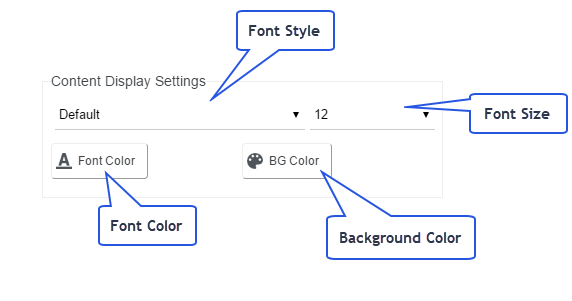 Font Style
Content Display Settings
Default
12
Font Size
A Font Color
BG Color
Font Color
Background Color